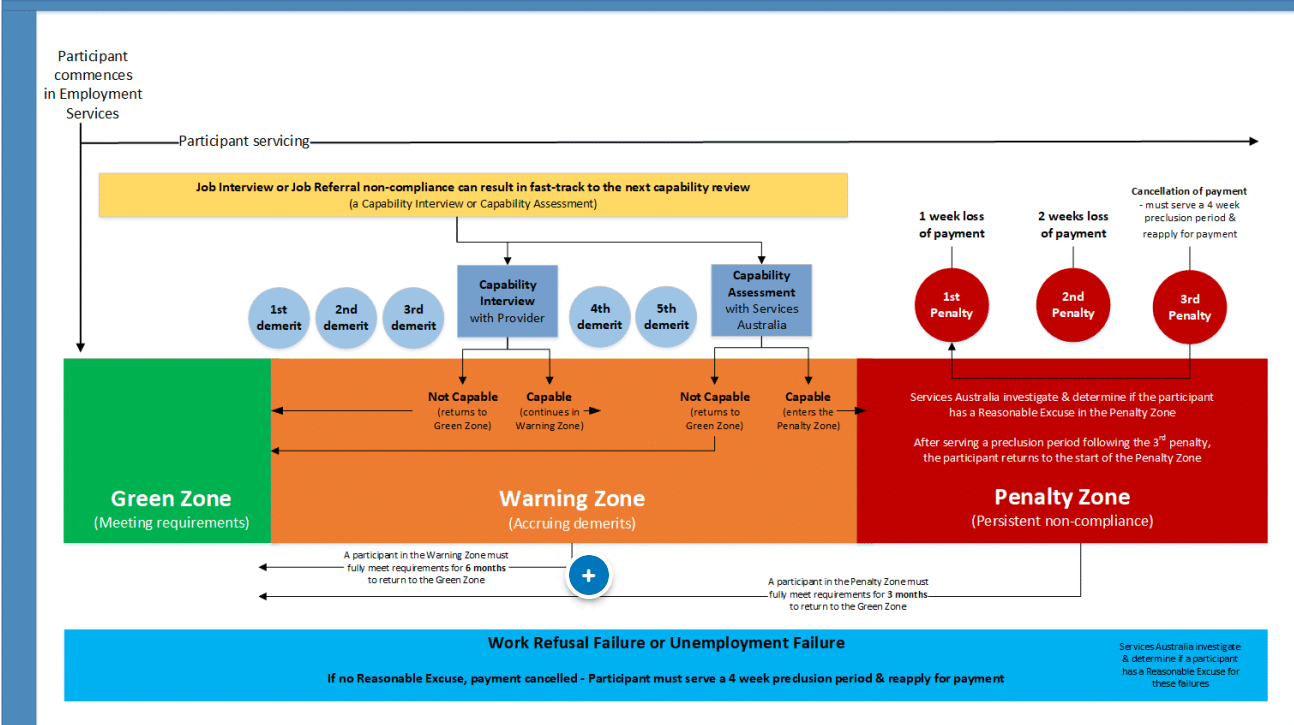 Participant
commences
in Employment
Services
Participant servicing
Job Interview or Job Referral non-compliance can result in fast-track to the next capability review
(a Capability Interview or Capability Assessment)
1 week loss
of payment
2 weeks loss
of payment
Cancellation of payment
- must serve a 4 week
preclusion period &
reapply for payment
1st
demerit
2nd
demerit
3rd
demerit
Capability
Interview
with Provider
4th
demerit
5th
demerit
Capability
Assessment
with Services
Australia
1st
Penalty
2nd
Penalty
3rd
Penalty
Not Capable
(returns to
Green Zone)
Capable
(continues in
Warning Zone)
Not Capable
(returns to
Green Zone)
Capable
(enters the
Penalty Zone)
Services Australia investigate & determine if the participant
has a Reasonable Excuse in the Penalty Zone
After serving a preclusion period following the 3rd penalty,
the participant returns to the start of the Penalty Zone
Green Zone
(Meeting requirements)
Warning Zone
(Accruing demerits)
Penalty Zone
(Persistent non-compliance)
A participant in the Warning Zone must
fully meet requirements for 6 months
to return to the Green Zone
A participant in the Penalty Zone must
fully meet requirements for 3 months
to return to the Green Zone
Work Refusal Failure or Unemployment Failure
If no Reasonable Excuse, payment cancelled - Participant must serve a 4 week preclusion period & reapply for payment
Services Australia investigate
& determine if a participant
has a Reasonable Excuse for
these failures